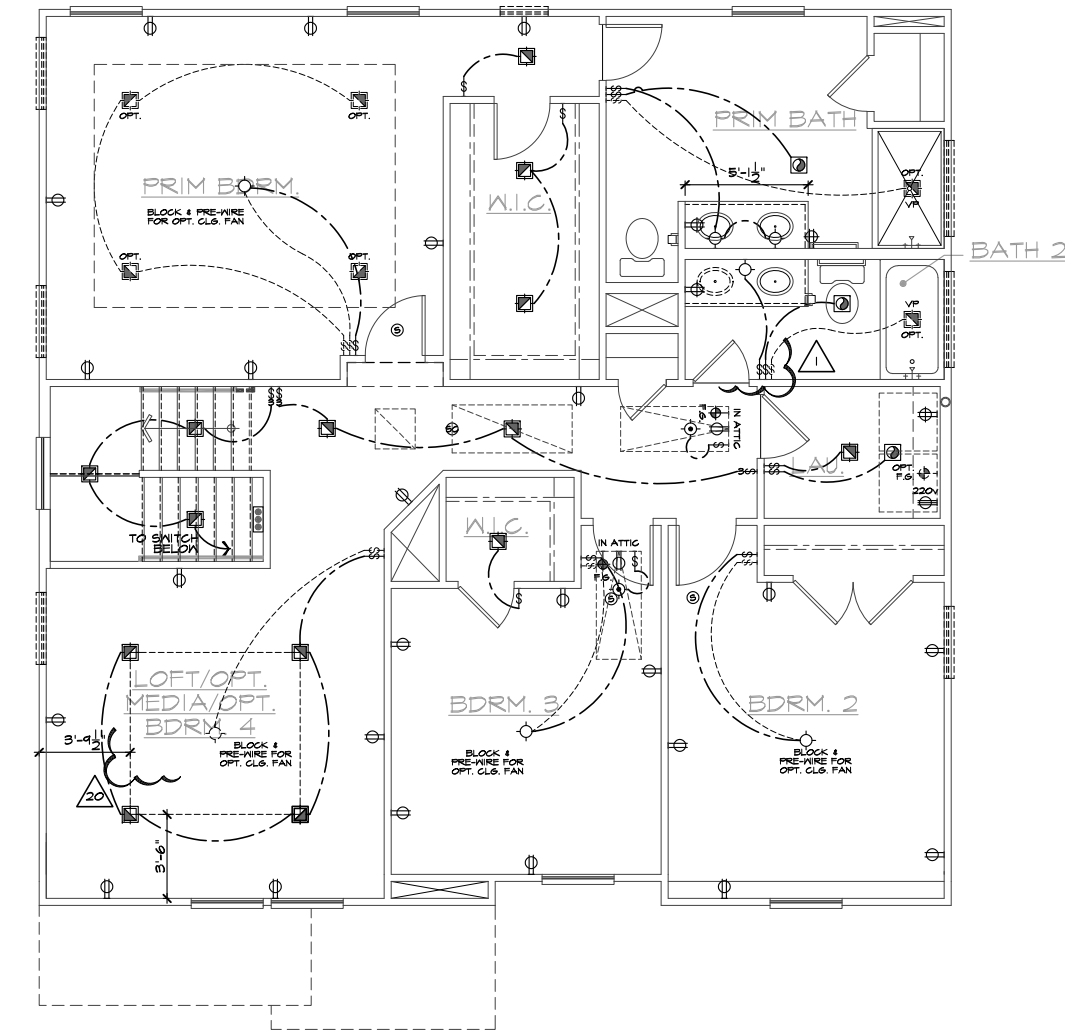 OPT.
OPT.
PRIM BDRM.
BLOCK & PRE-WIRE
FOR OPT. CLG. FAN
OPT.
OPT.
S
W.I.C.
PRIM BATH
5'-1½"
OPT.
VP
BATH 2
VP
OPT.
1
F.G.
IN ATTIC
LAU.
OPT.
F.G.
220v
TO SWITCH
BELOW
W.I.C.
IN ATTIC
F.G.
S
S
LOFT/OPT.
MEDIA/OPT.
BDRM. 4
BLOCK &
PRE-WIRE FOR
OPT. CLG. FAN
3'-9½"
20
3'-6"
BDRM. 3
BLOCK &
PRE-WIRE FOR
OPT. CLG. FAN
BDRM. 2
BLOCK &
PRE-WIRE FOR
OPT. CLG. FAN